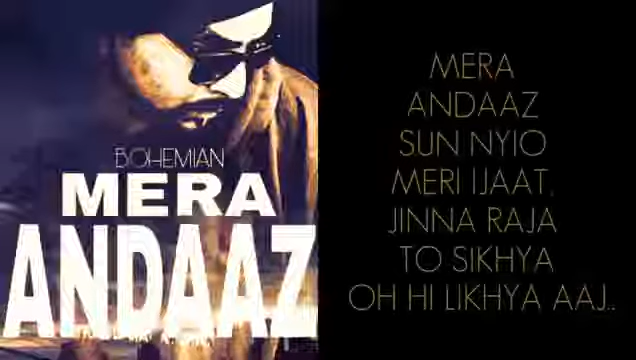 BOHEMIAN
MERA
ANDAAZ
MERA
ANDAAZ
SUN NYIO
MERI IJAAT,
JINNA RAJA
TO SIKHYA
OH HI LIKHYA AAJ..